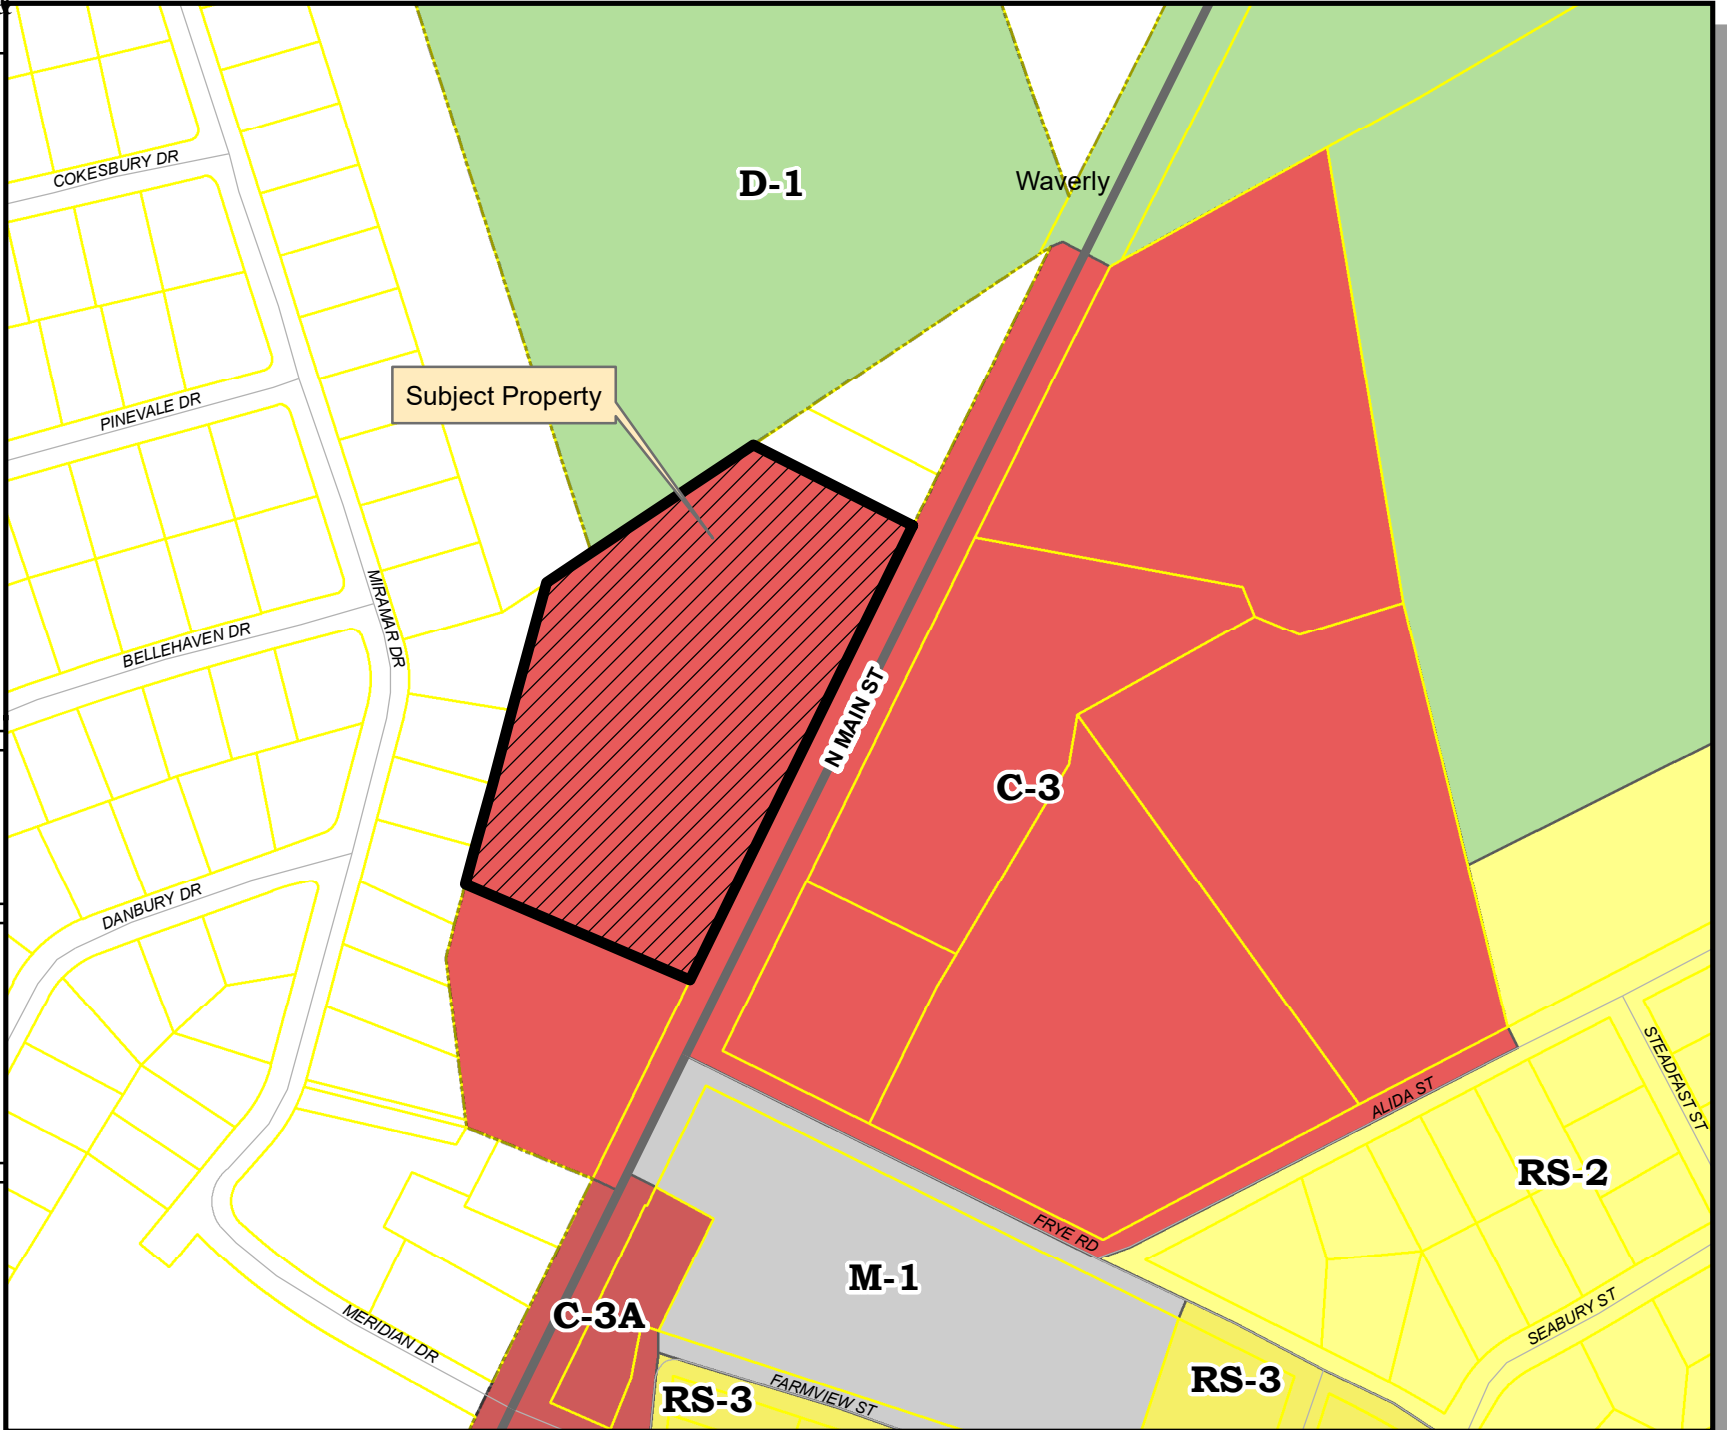 COKESBURY DR
D-1
Waverly
Subject Property
PINEVALE DR
MIRAMAR DR
BELLEHAVEN DR
N MAIN ST
C-3
DANBURY DR
STEADFAST ST
ALIDA ST
RS-2
FRYE RD
M-1
C-3A
MERIDIAN DR
SEABURY ST
RS-3
FARMVIEW ST
RS-3